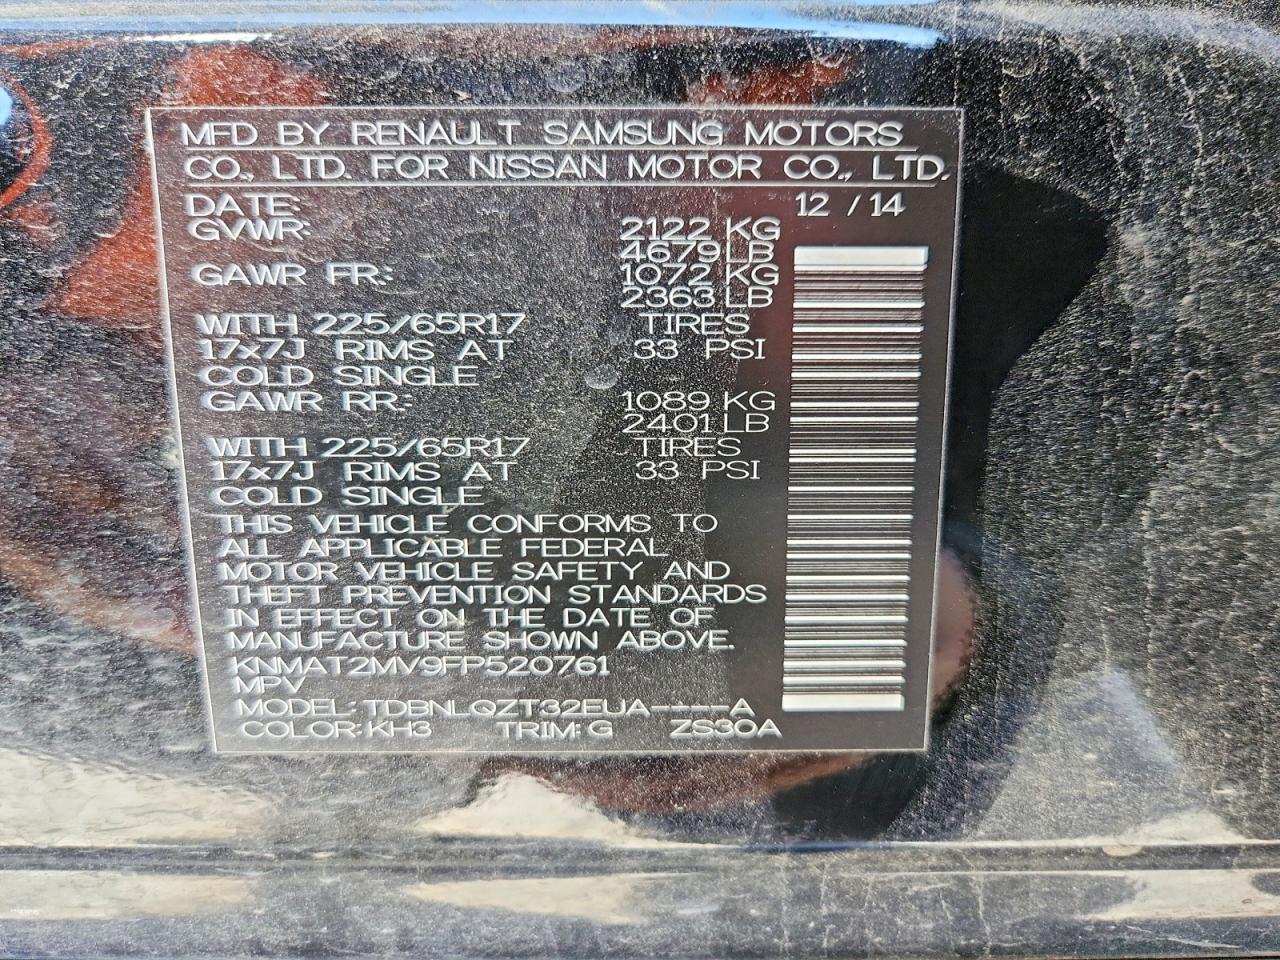 MFD BY RENAULT SAMSUNG MOTORS
CO., LTD. FOR NISSAN MOTOR CO., LTD.
DATE: 12 / 14
GVWR: 2122 KG
4679 LB
GAWR FR: 1072 KG
2363 LB
WITH 225/65R17 TIRES
17x7J RIMS AT 33 PSI
COLD SINGLE
GAWR RR: 1089 KG
2401 LB
WITH 225/65R17 TIRES
17x7J RIMS AT 33 PSI
COLD SINGLE
THIS VEHICLE CONFORMS TO
ALL APPLICABLE FEDERAL
MOTOR VEHICLE SAFETY AND
THEFT PREVENTION STANDARDS
IN EFFECT ON THE DATE OF
MANUFACTURE SHOWN ABOVE.
KNMAT2MV9FP520761
MPV
MODEL: TDBNLQZT32EUA----A
COLOR: KH3 TRIM: G ZS30A